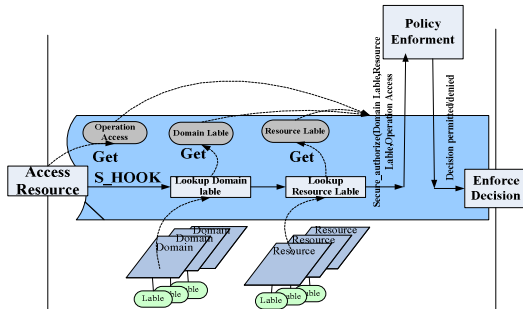 Policy
Enforment
Operation
Access
Domain Lable
Resource Lable
Secure_authorize(Domain Lable,Resource
Lable,Operation Access
Decision permitted/denied
Get
Get
Get
Access
Resource
S_HOOK
Lookup Domain
lable
Lookup
Resource Lable
Enforce
Decision
Domain
Domain
Domain
Resource
Resource
Resource
Lable
Lable
Lable
Lable
Lable
Lable